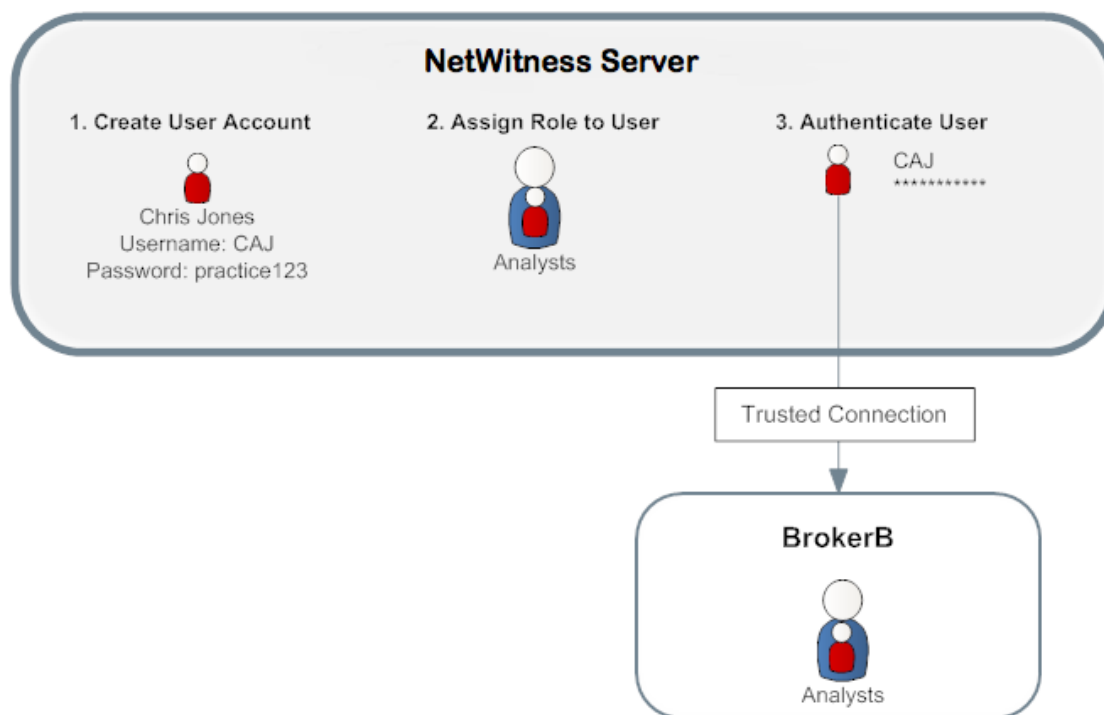 NetWitness Server
1. Create User Account
2. Assign Role to User
3. Authenticate User
Chris Jones
Username: CAJ
Password: practice123
Analysts
CAJ
***********
Trusted Connection
BrokerB
Analysts